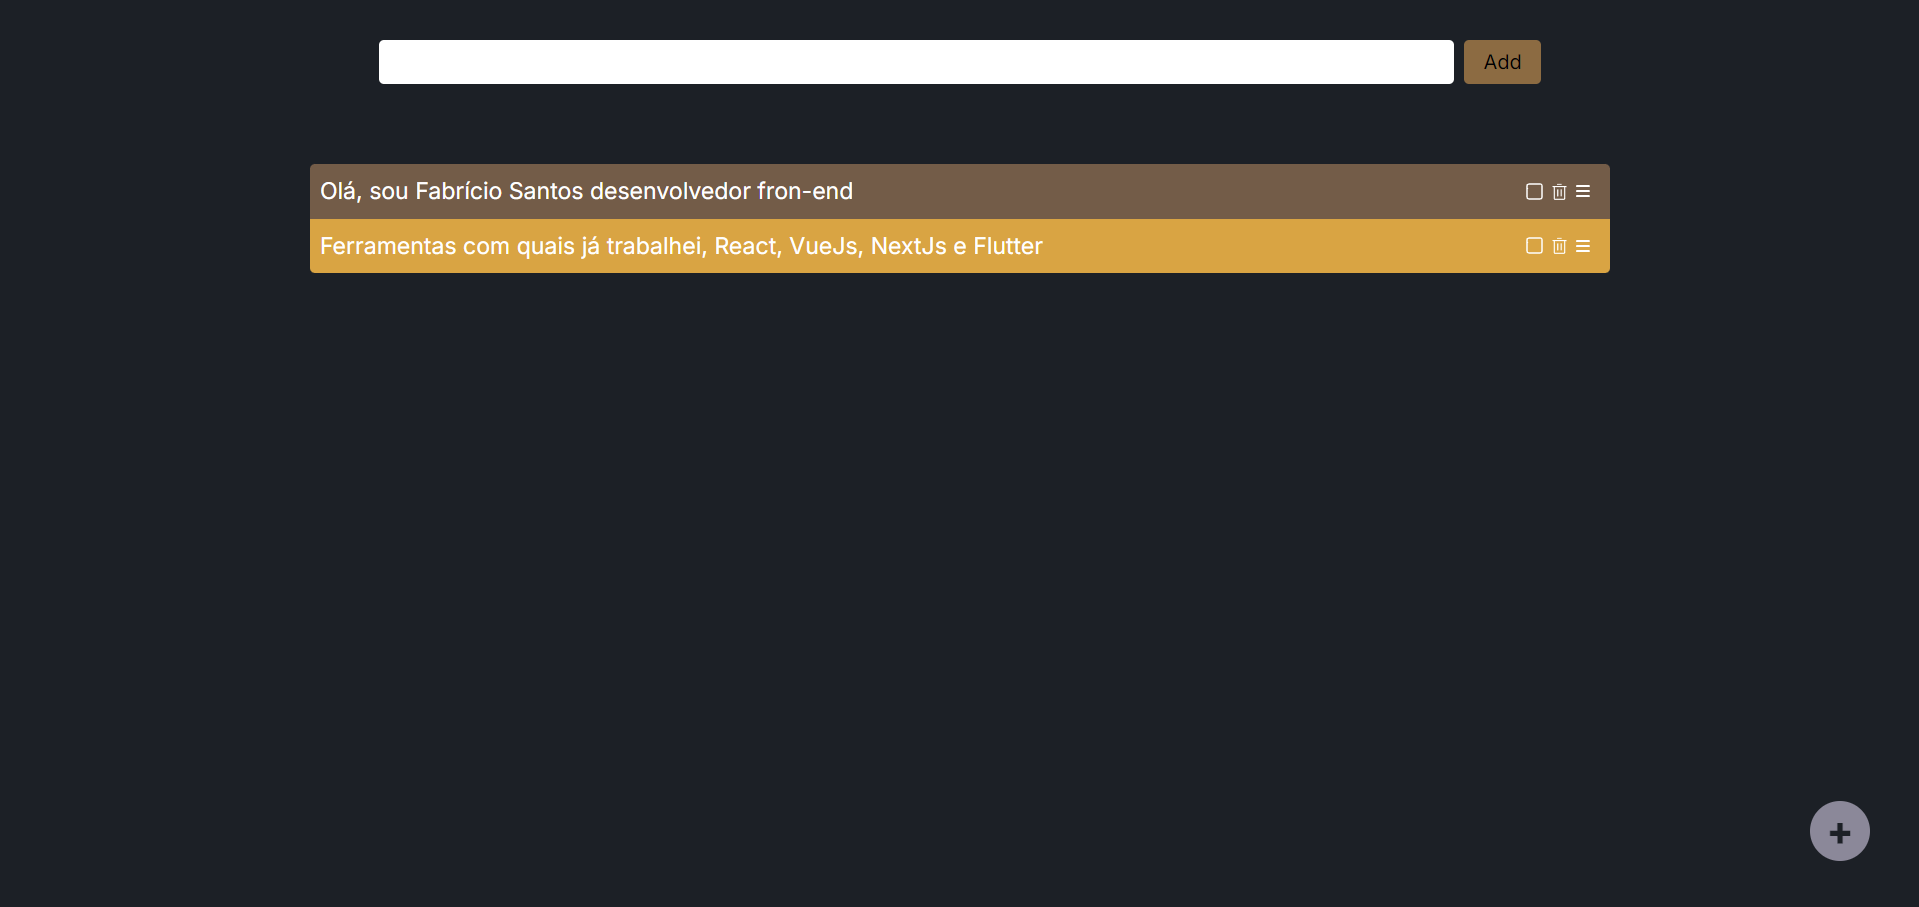 Add
Olá, sou Fabrício Santos desenvolvedor fron-end
Ferramentas com quais já trabalhei, React, VueJs, NextJs e Flutter
+